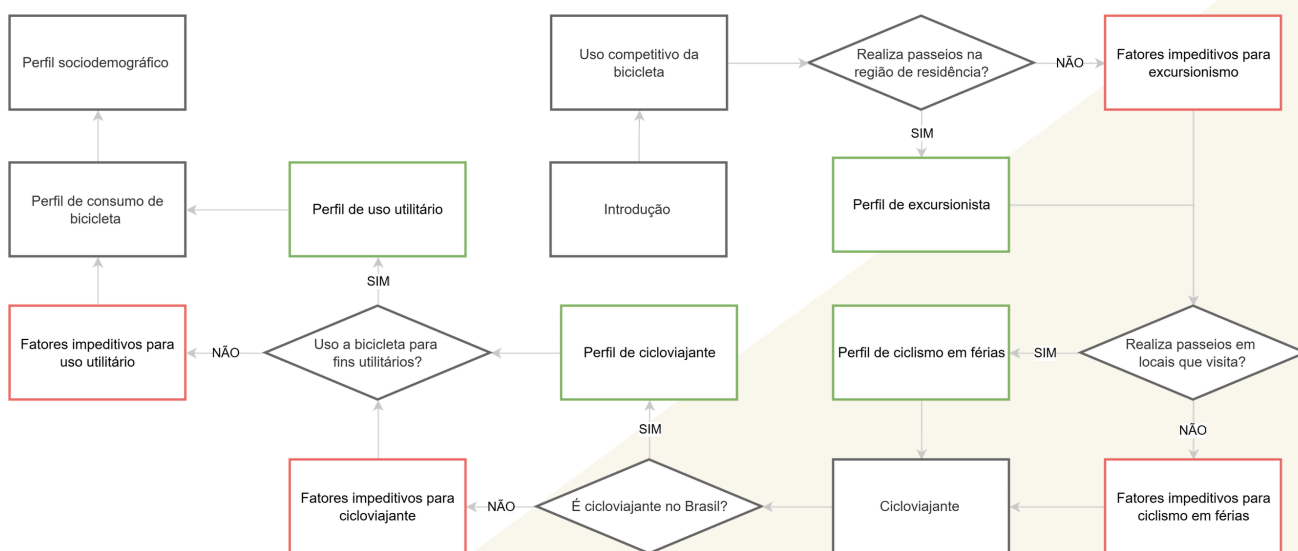 Perfil sociodemográfico
Uso competitivo da
bicicleta
Realiza passeios na
região de residência?
NÃO
Fatores impeditivos para
excursionismo
SIM
Perfil de consumo de
bicicleta
Perfil de uso utilitário
Introdução
Perfil de excursionista
SIM
Fatores impeditivos para
uso utilitário
NÃO
Uso a bicicleta para
fins utilitários?
Perfil de cicloviajante
Perfil de ciclismo em férias
SIM
Realiza passeios em
locais que visita?
SIM
NÃO
Fatores impeditivos para
cicloviajante
NÃO
É cicloviajante no Brasil?
Cicloviajante
Fatores impeditivos para
ciclismo em férias